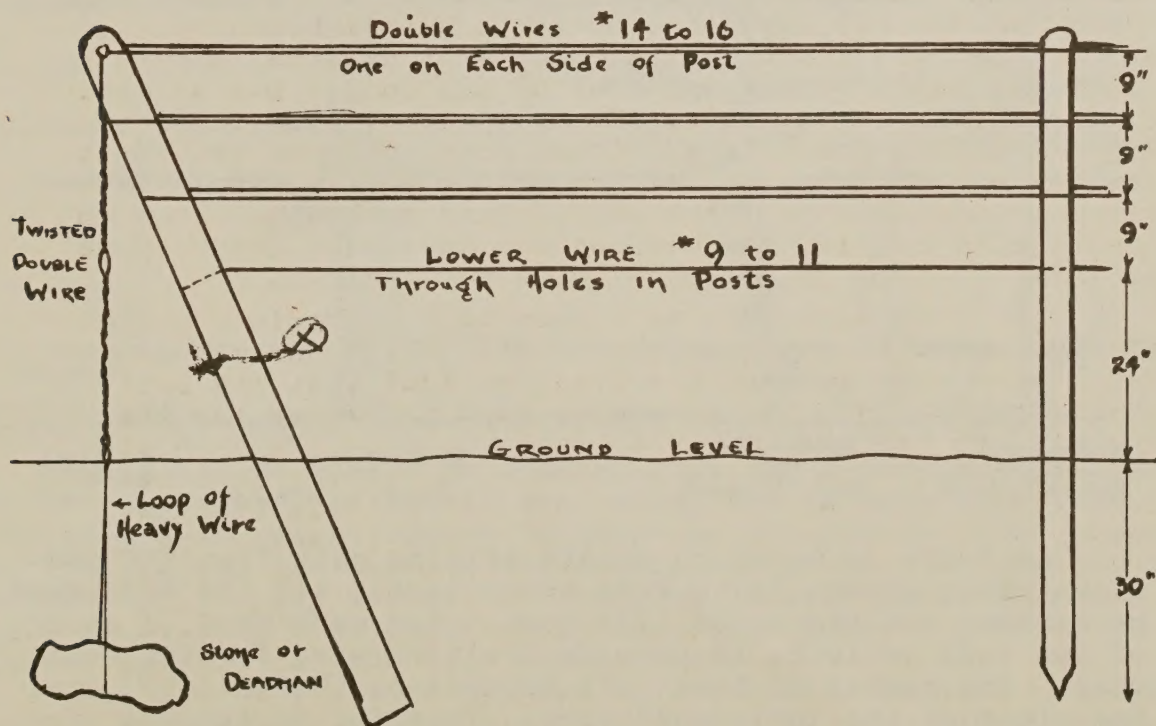 Double Wires #14 to 16
One on Each Side of Post
9"
9"
9"
TWISTED
DOUBLE
WIRE
LOWER WIRE #9 to 11
Through Holes in Posts
X
24"
GROUND LEVEL
← Loop of
Heavy Wire
30"
Stone or
DEADMAN